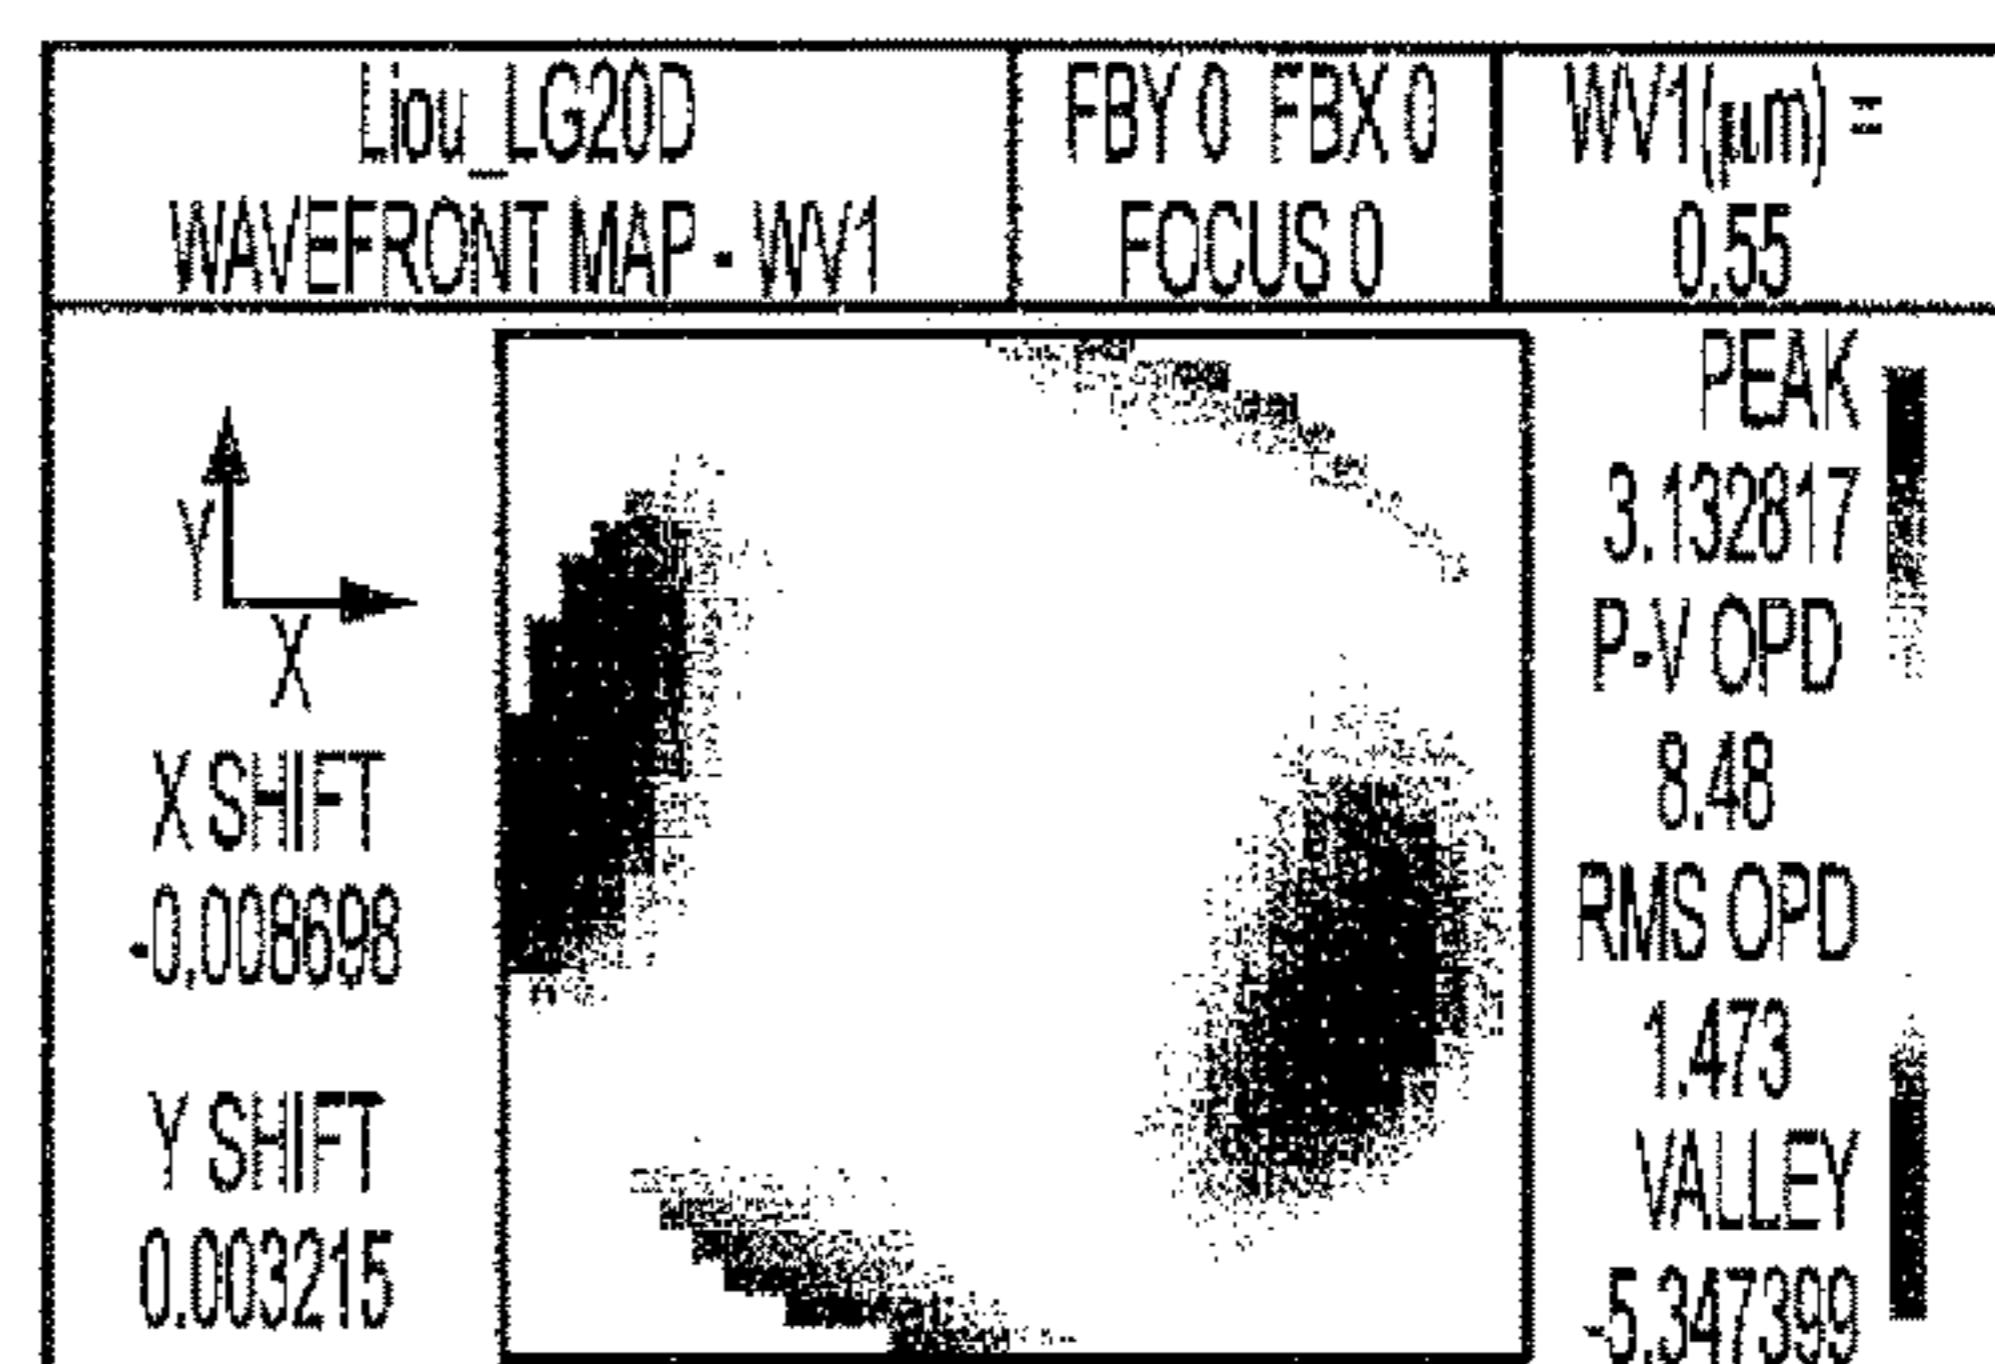 Liou_LG20D
WAVEFRONT MAP - WV1
FBY 0 FBX 0
FOCUS 0
WV1(μm) =
0.55
Y
X
X SHIFT
-0.008698
Y SHIFT
0.003215
PEAK
3.132817
P-V OPD
8.48
RMS OPD
1.473
VALLEY
-5.347399